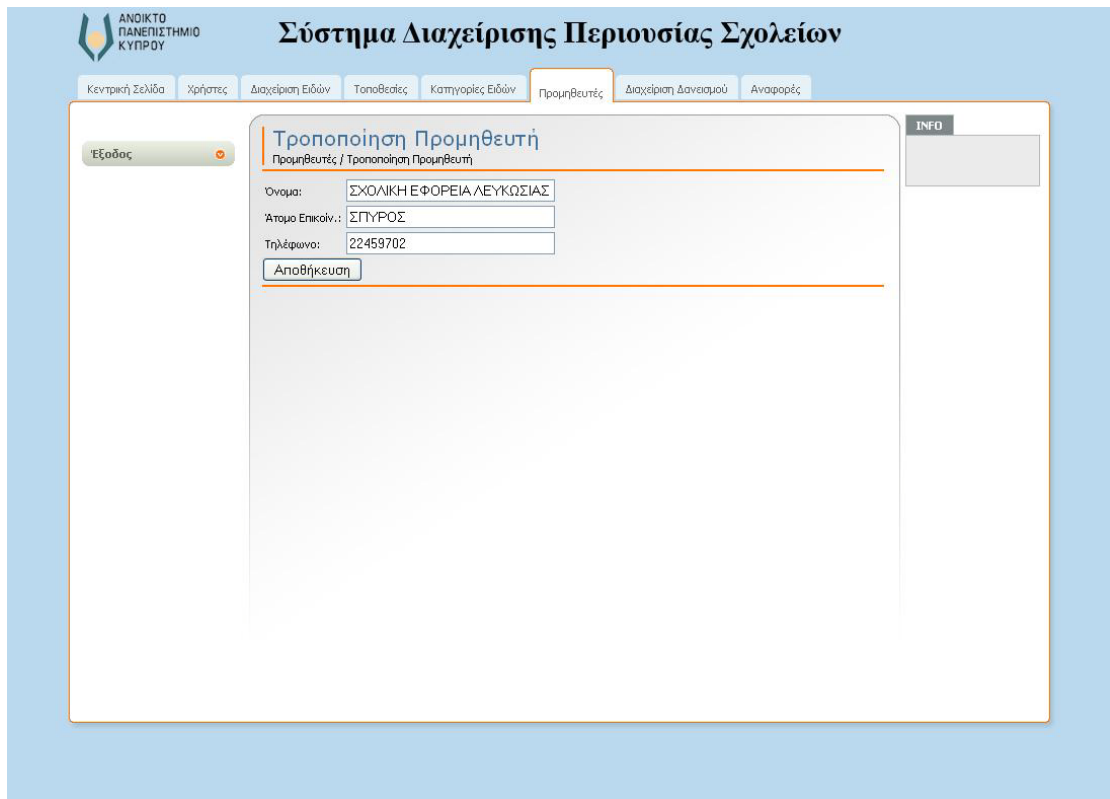 ΑΝΟΙΚΤΟ
ΠΑΝΕΠΙΣΤΗΜΙΟ
ΚΥΠΡΟΥ
Σύστημα Διαχείρισης Περιουσίας Σχολείων
Κεντρική Σελίδα Χρήστες Διαχείριση Ειδών Τοποθεσίες Κατηγορίες Ειδών Προμηθευτές Διαχείριση Δανεισμού Αναφορές
Έξοδος
Τροποποίηση Προμηθευτή
Προμηθευτές / Τροποποίηση Προμηθευτή
Όνομα: ΣΧΟΛΙΚΗ ΕΦΟΡΕΙΑ ΛΕΥΚΩΣΙΑΣ
Άτομο Επικοίν.: ΣΠΥΡΟΣ
Τηλέφωνο: 22459702
Αποθήκευση
INFO